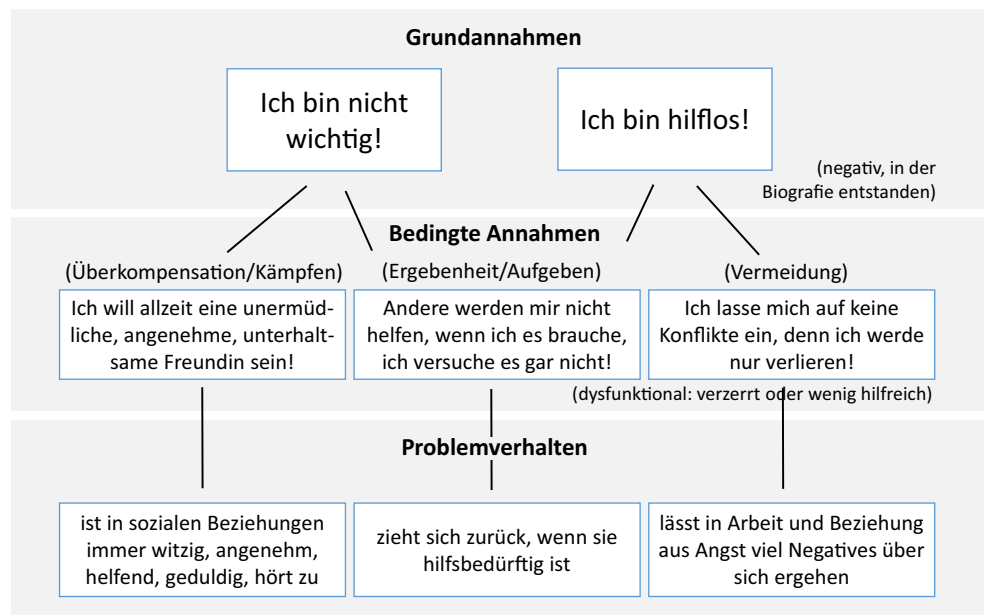 Grundannahmen
Ich bin nicht
wichtig!
Ich bin hilflos!
(negativ, in der
Biografie entstanden)
Bedingte Annahmen
(Überkompensation/Kämpfen)
Ich will allzeit eine unermüd-
liche, angenehme, unterhalt-
same Freundin sein!
(Ergebenheit/Aufgeben)
Andere werden mir nicht
helfen, wenn ich es brauche,
ich versuche es gar nicht!
(Vermeidung)
Ich lasse mich auf keine
Konflikte ein, denn ich werde
nur verlieren!
(dysfunktional: verzerrt oder wenig hilfreich)
Problemverhalten
ist in sozialen Beziehungen
immer witzig, angenehm,
helfend, geduldig, hört zu
zieht sich zurück, wenn sie
hilfsbedürftig ist
lässt in Arbeit und Beziehung
aus Angst viel Negatives über
sich ergehen